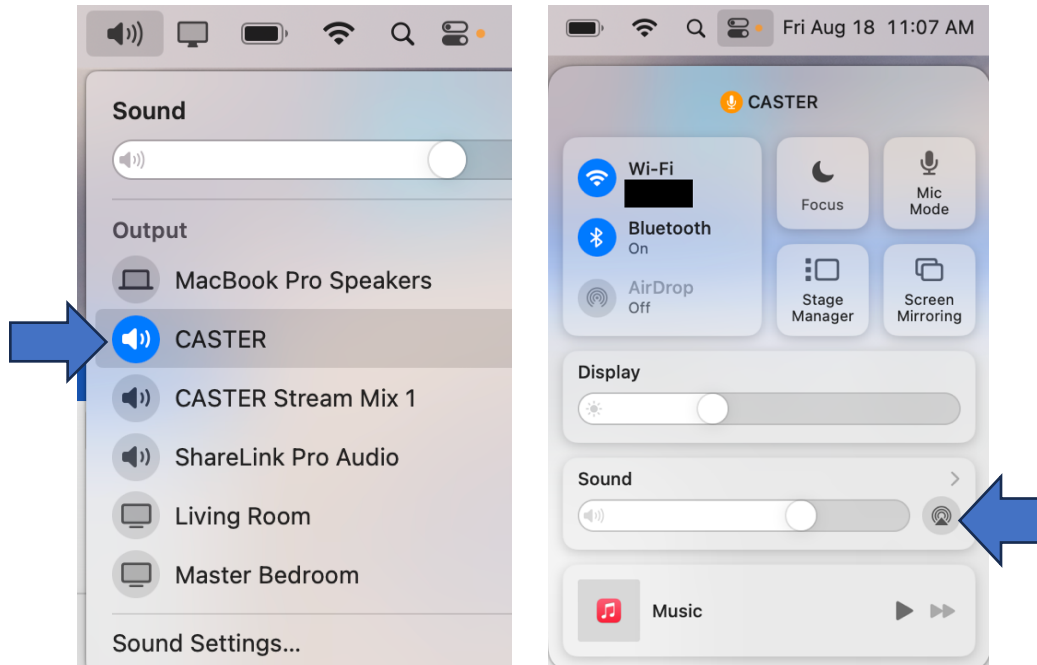 Sound
Output
MacBook Pro Speakers
CASTER
CASTER Stream Mix 1
ShareLink Pro Audio
Living Room
Master Bedroom
Sound Settings...
Fri Aug 18 11:07 AM
CASTER
Wi-Fi
Bluetooth
On
AirDrop
Off
Focus
Mic
Mode
Stage
Manager
Screen
Mirroring
Display
Sound
Music